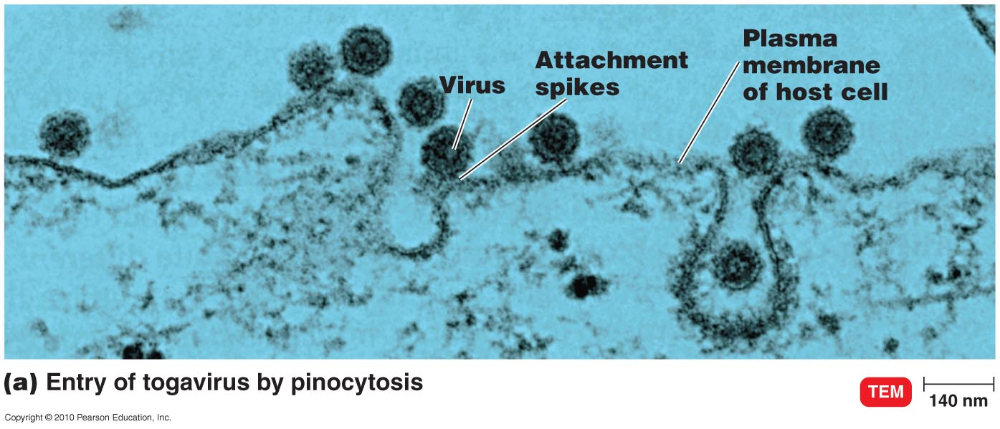 Plasma
membrane
of host cell
Attachment
spikes
Virus
(a) Entry of togavirus by pinocytosis
TEM
140 nm
Copyright © 2010 Pearson Education, Inc.